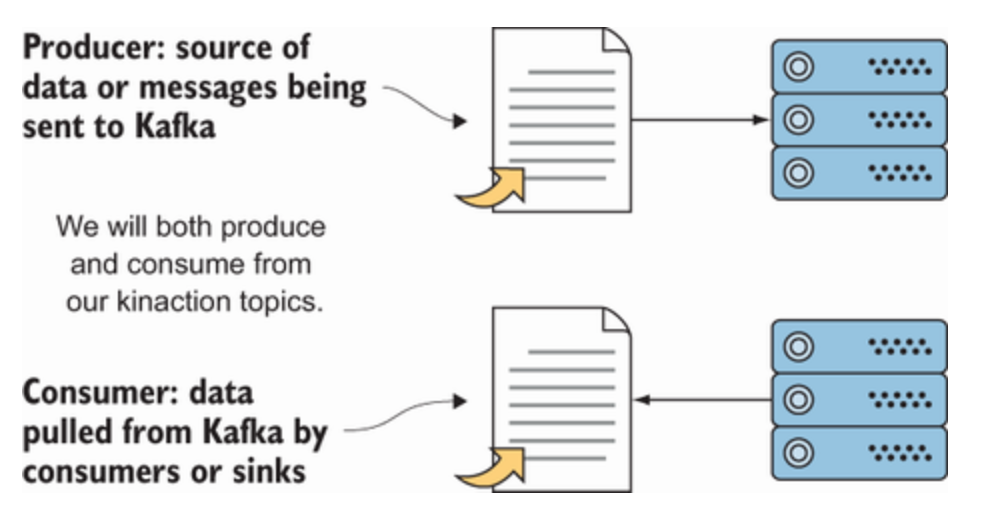 Producer: source of
data or messages being
sent to Kafka
We will both produce
and consume from
our kinaction topics.
Consumer: data
pulled from Kafka by
consumers or sinks